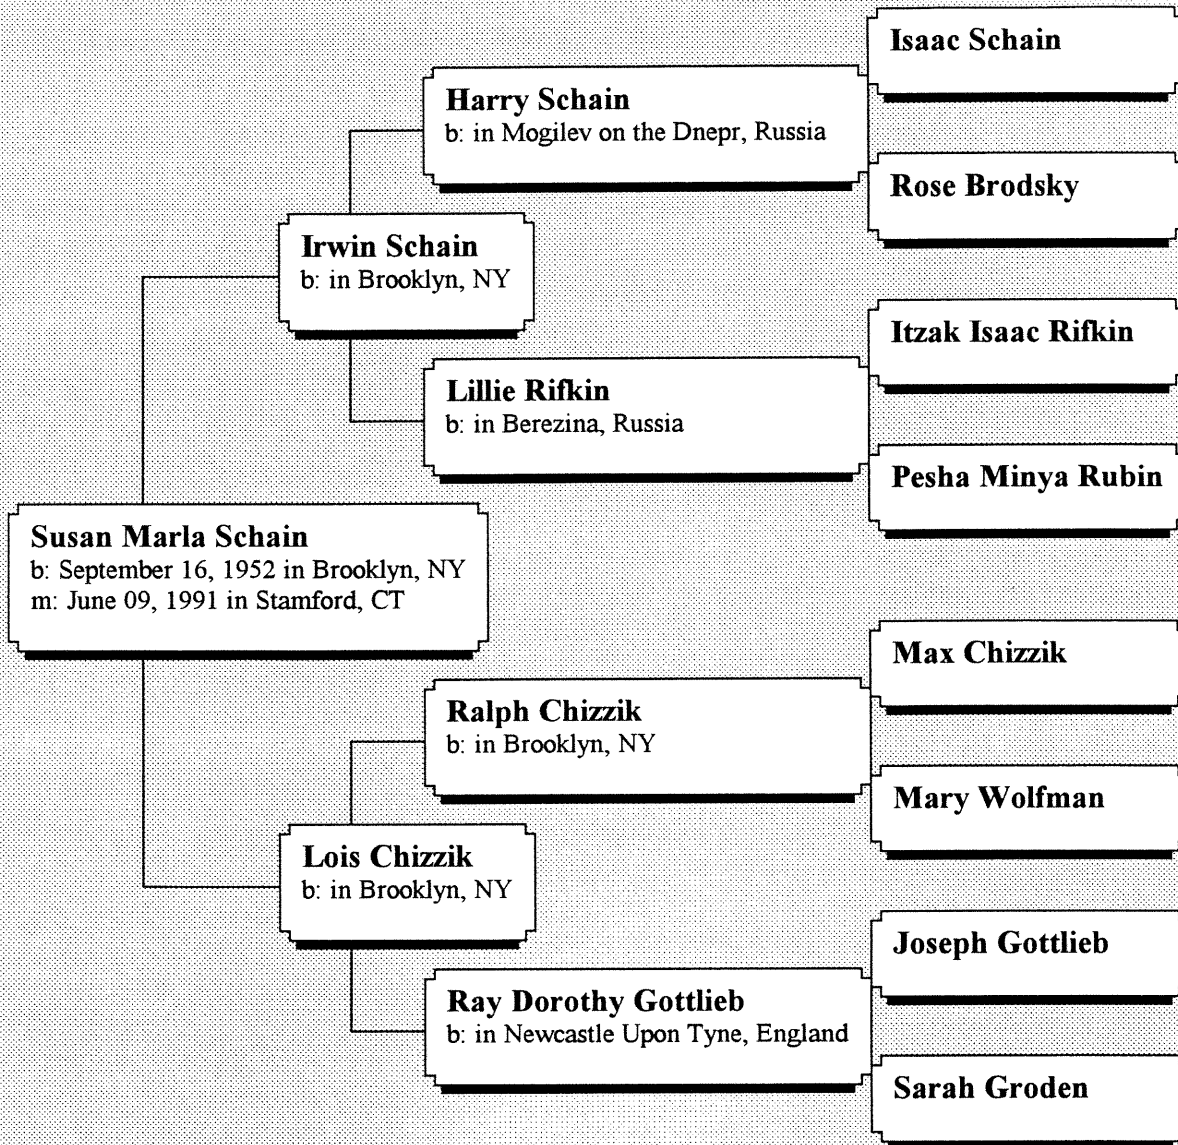 Isaac Schain
Harry Schain
b: in Mogilev on the Dnepr, Russia
Rose Brodsky
Irwin Schain
b: in Brooklyn, NY
Itzak Isaac Rifkin
Lillie Rifkin
b: in Berezina, Russia
Pesha Minya Rubin
Susan Marla Schain
b: September 16, 1952 in Brooklyn, NY
m: June 09, 1991 in Stamford, CT
Max Chizzik
Ralph Chizzik
b: in Brooklyn, NY
Mary Wolfman
Lois Chizzik
b: in Brooklyn, NY
Joseph Gottlieb
Ray Dorothy Gottlieb
b: in Newcastle Upon Tyne, England
Sarah Groden